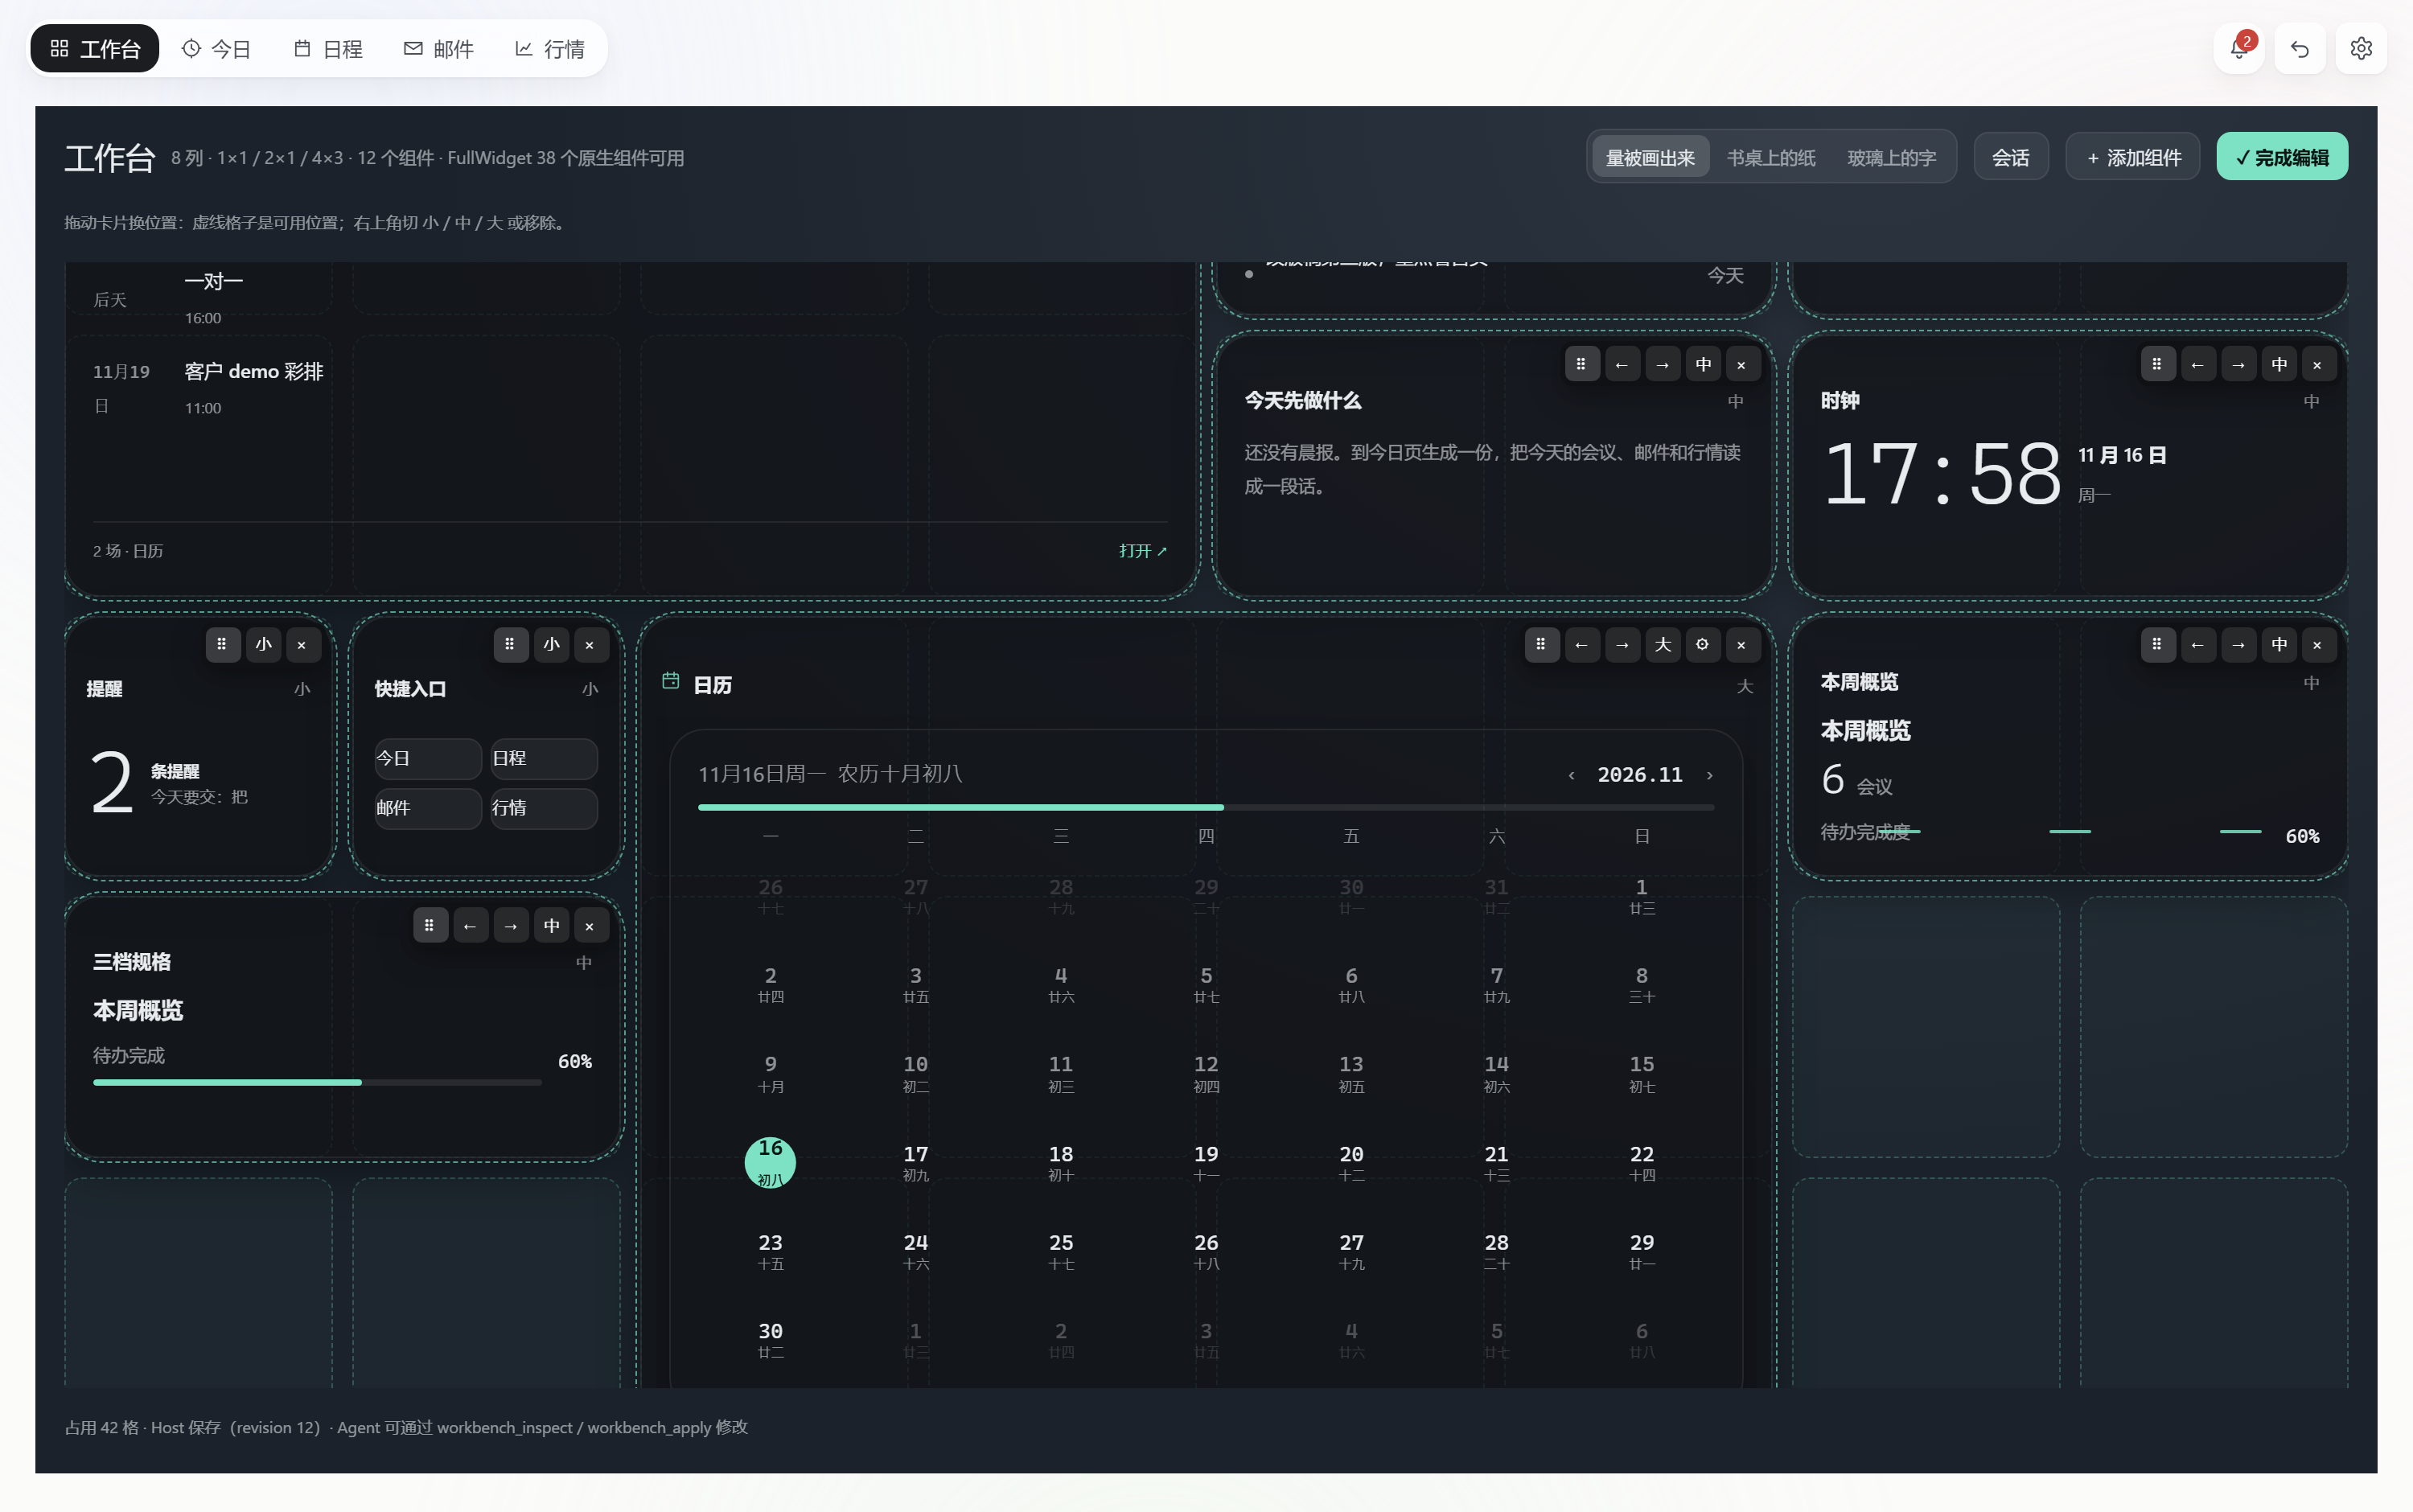 工作台
今日
日程
邮件
行情
2
工作台
8 列 · 1×1 / 2×1 / 4×3 · 12 个组件 · FullWidget 38 个原生组件可用
量被画出来
书桌上的纸
玻璃上的字
会话
+ 添加组件
✓ 完成编辑
拖动卡片换位置：虚线格子是可用位置；右上角切 小 / 中 / 大 或移除。
后天
一对一
16:00
11月19
日
客户 demo 彩排
11:00
2 场 · 日历
打开 ↗
今天
← → 中 ×
今天先做什么
中
还没有晨报。到今日页生成一份，把今天的会议、邮件和行情读
成一段话。
← → 中 ×
时钟
中
17:58
11 月 16 日
周一
小 ×
提醒
小
2
条提醒
今天要交：把
小 ×
快捷入口
小
今日
日程
邮件
行情
← → 大 ×
日历
大
11月16日周一 农历十月初八
‹ 2026.11 ›
一 二 三 四 五 六 日
26 27 28 29 30 31 1
十七 十八 十九 二十 廿一 廿二 廿三
2 3 4 5 6 7 8
廿四 廿五 廿六 廿七 廿八 廿九 三十
9 10 11 12 13 14 15
十月 初二 初三 初四 初五 初六 初七
16 17 18 19 20 21 22
初八 初九 初十 十一 十二 十三 十四
23 24 25 26 27 28 29
十五 十六 十七 十八 十九 二十 廿一
30 1 2 3 4 5 6
廿二 廿三 廿四 廿五 廿六 廿七 廿八
← → 中 ×
本周概览
中
本周概览
6 会议
待办完成度
60%
← → 中 ×
三档规格
中
本周概览
待办完成
60%
占用 42 格 · Host 保存（revision 12）· Agent 可通过 workbench_inspect / workbench_apply 修改